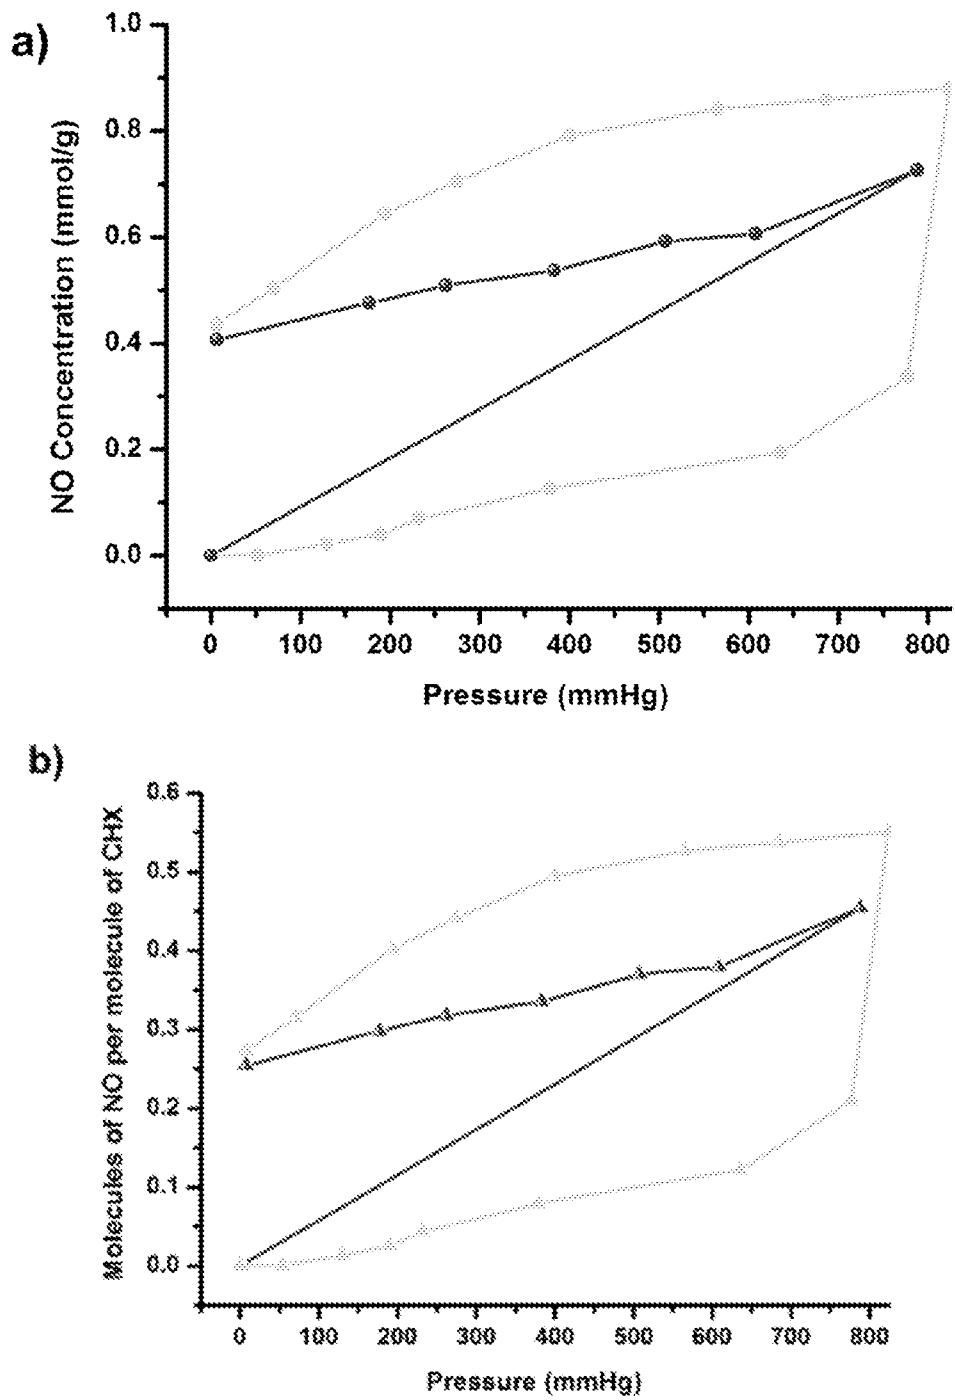 a)
NO Concentration (mmol/g)
1.0
0.8
0.6
0.4
0.2
0.0
0 100 200 300 400 500 600 700 800
Pressure (mmHg)
b)
Molecules of NO per molecule of CHX
0.6
0.5
0.4
0.3
0.2
0.1
0.0
0 100 200 300 400 500 600 700 800
Pressure (mmHg)